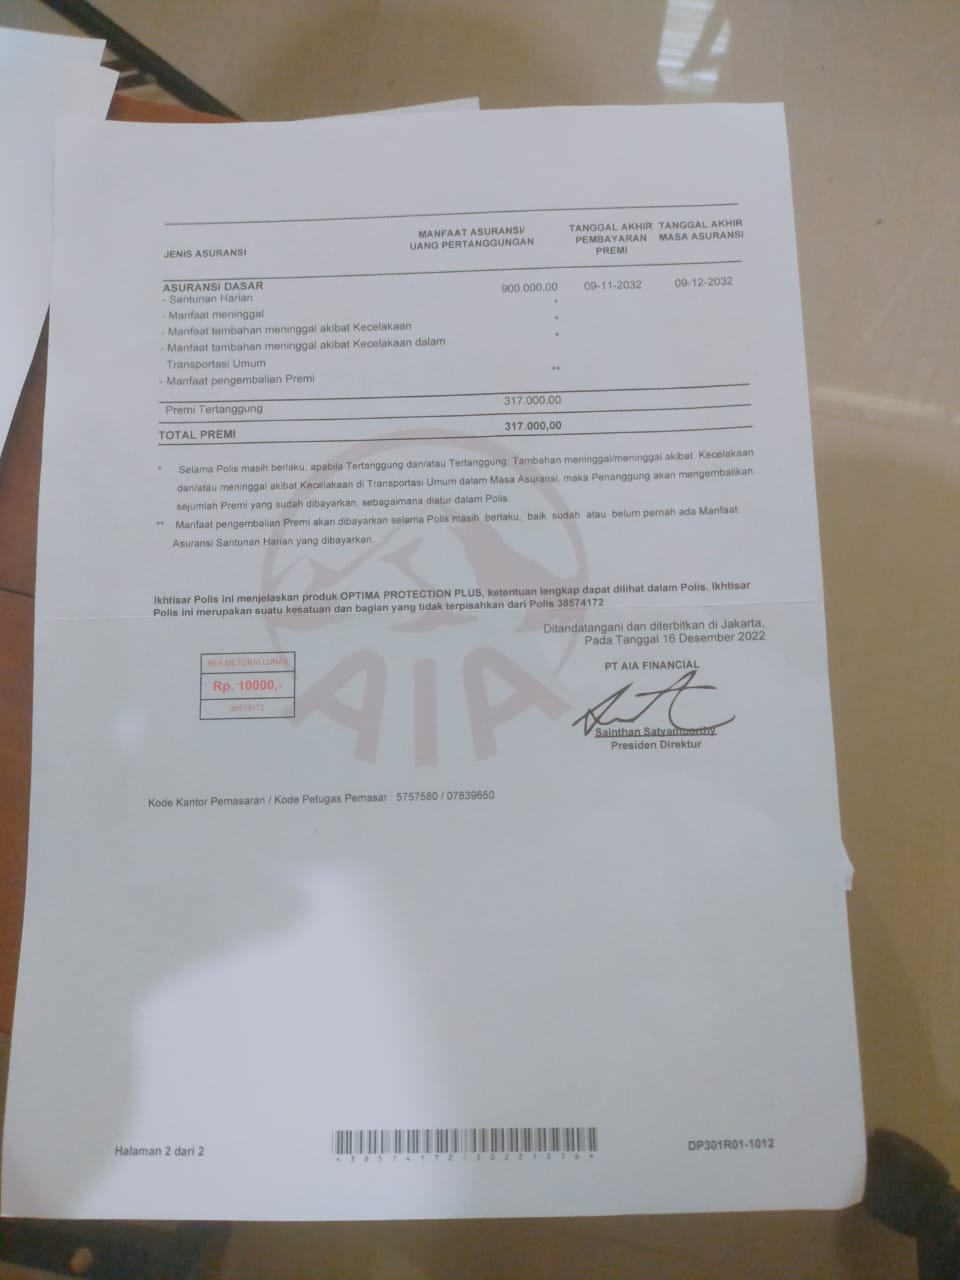 JENIS ASURANSI
MANFAAT ASURANSI/
UANG PERTANGGUNGAN
TANGGAL AKHIR
PEMBAYARAN
PREMI
TANGGAL AKHIR
MASA ASURANSI
ASURANSI DASAR
- Santunan Harian 900.000,00 09-11-2032 09-12-2032
- Manfaat meninggal *
- Manfaat tambahan meninggal akibat Kecelakaan *
- Manfaat tambahan meninggal akibat Kecelakaan dalam *
Transportasi Umum
- Manfaat pengembalian Premi **
Premi Tertanggung 317.000,00
TOTAL PREMI 317.000,00
* Selama Polis masih berlaku, apabila Tertanggung dan/atau Tertanggung Tambahan meninggal/meninggal akibat Kecelakaan
dan/atau meninggal akibat Kecelakaan di Transportasi Umum dalam Masa Asuransi, maka Penanggung akan mengembalikan
sejumlah Premi yang sudah dibayarkan, sebagaimana diatur dalam Polis.
** Manfaat pengembalian Premi akan dibayarkan selama Polis masih berlaku, baik sudah atau belum pernah ada Manfaat
Asuransi Santunan Harian yang dibayarkan.
Ikhtisar Polis ini menjelaskan produk OPTIMA PROTECTION PLUS, ketentuan lengkap dapat dilihat dalam Polis. Ikhtisar
Polis ini merupakan suatu kesatuan dan bagian yang tidak terpisahkan dari Polis 38574172
Ditandatangani dan diterbitkan di Jakarta,
Pada Tanggal 16 Desember 2022
BEA METERAI LUNAS
Rp. 10000,-
38574172
AIA
PT AIA FINANCIAL
Sainthan Satyamoorthy
Presiden Direktur
Kode Kantor Pemasaran / Kode Petugas Pemasar : 5757580 / 07839650
Halaman 2 dari 2
*38574172/20221216*
DP301R01-1012